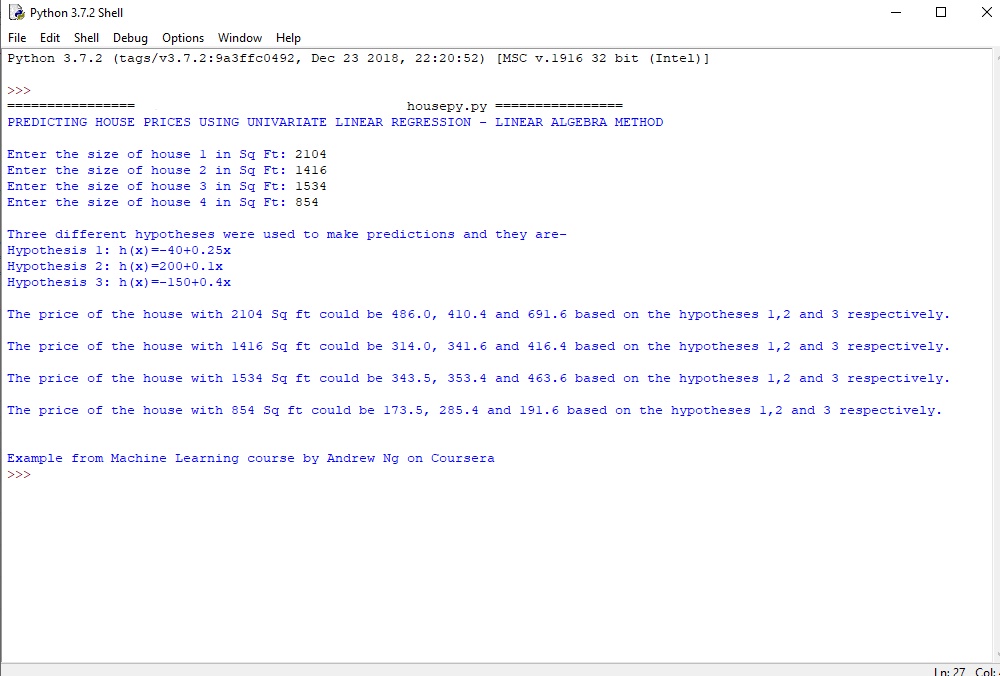 Python 3.7.2 Shell
File Edit Shell Debug Options Window Help
Python 3.7.2 (tags/v3.7.2:9a3ffc0492, Dec 23 2018, 22:20:52) [MSC v.1916 32 bit (Intel)]
>>>
================ housepy.py ================
PREDICTING HOUSE PRICES USING UNIVARIATE LINEAR REGRESSION - LINEAR ALGEBRA METHOD
Enter the size of house 1 in Sq Ft: 2104
Enter the size of house 2 in Sq Ft: 1416
Enter the size of house 3 in Sq Ft: 1534
Enter the size of house 4 in Sq Ft: 854
Three different hypotheses were used to make predictions and they are-
Hypothesis 1: h(x)=-40+0.25x
Hypothesis 2: h(x)=200+0.1x
Hypothesis 3: h(x)=-150+0.4x
The price of the house with 2104 Sq ft could be 486.0, 410.4 and 691.6 based on the hypotheses 1,2 and 3 respectively.
The price of the house with 1416 Sq ft could be 314.0, 341.6 and 416.4 based on the hypotheses 1,2 and 3 respectively.
The price of the house with 1534 Sq ft could be 343.5, 353.4 and 463.6 based on the hypotheses 1,2 and 3 respectively.
The price of the house with 854 Sq ft could be 173.5, 285.4 and 191.6 based on the hypotheses 1,2 and 3 respectively.
Example from Machine Learning course by Andrew Ng on Coursera
>>>
Ln: 27 Col: